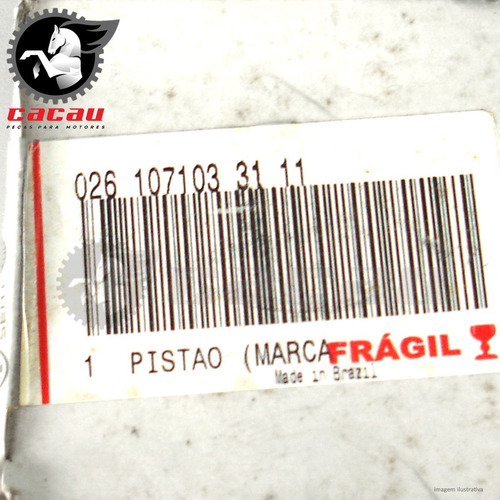 cacau
PEÇAS PARA MOTORES
026 107103 31 11
1 PISTAO (MARCA FRÁGIL
Made in Brazil
imagem ilustrativa